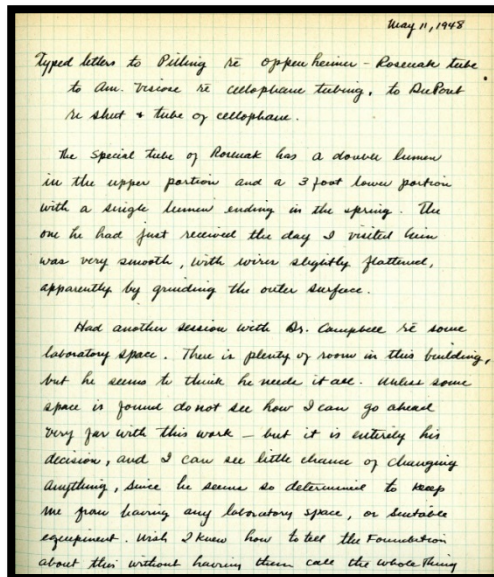 May 11, 1948
Typed letters to Pilling re oppenheimer - Rosenak tube
to Am. Viscose re cellophane tubing, to DuPont
re sheet + tube of cellophane.
The special tube of Rosenak has a double lumen
in the upper portion and a 3 foot lower portion
with a single lumen ending in the spring. The
one he had just received the day I visited him
was very smooth, with wires slightly flattened,
apparently by grinding the outer surface.
Had another session with Dr. Campbell re some
laboratory space. There is plenty of room in this building,
but he seems to think he needs it all. Unless some
space is found do not see how I can go ahead
very far with this work - but it is entirely his
decision, and I can see little chance of changing
anything, since he seems so determined to keep
me from having any laboratory space, or suitable
equipment. Wish I knew how to tell the Foundation
about this without having them call the whole thing